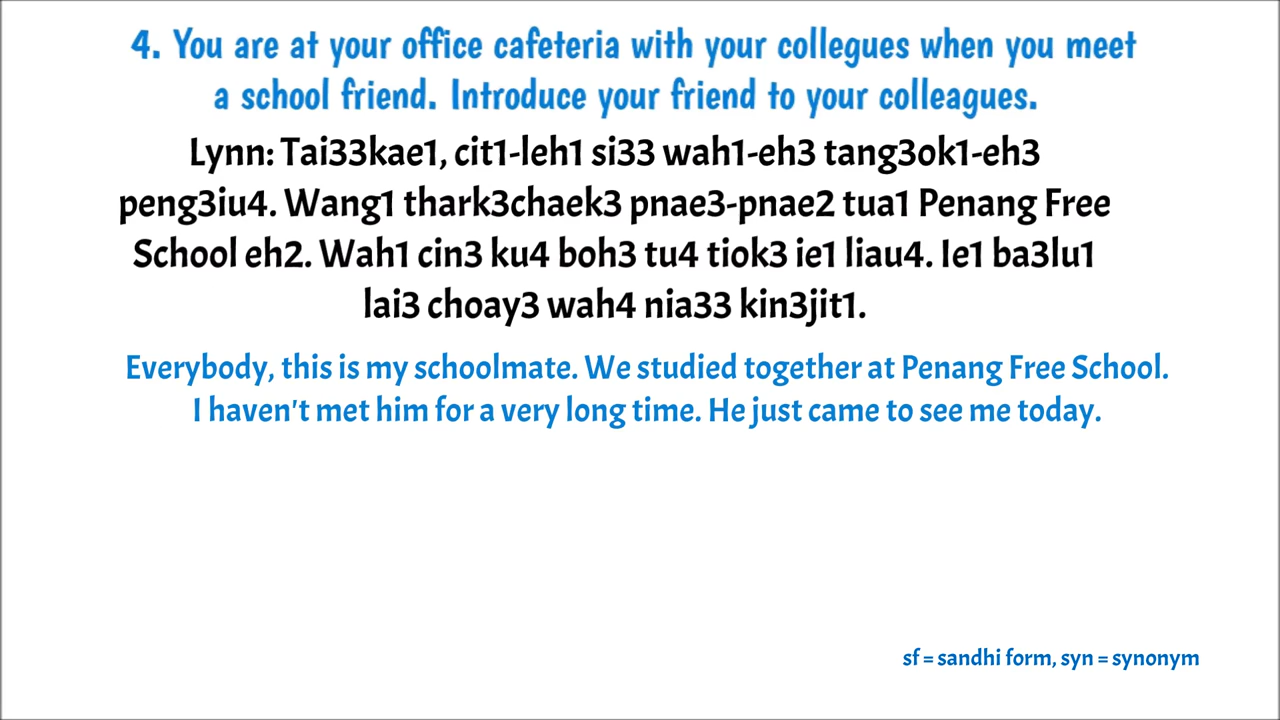 4. You are at your office cafeteria with your collegues when you meet
a school friend. Introduce your friend to your colleagues.
Lynn: Tai33kae1, cit1-leh1 si33 wah1-eh3 tang3ok1-eh3
peng3iu4. Wang1 thark3chaek3 pnae3-pnae2 tua1 Penang Free
School eh2. Wah1 cin3 ku4 boh3 tu4 tiok3 ie1 liau4. Ie1 ba3lu1
lai3 choay3 wah4 nia33 kin3jit1.
Everybody, this is my schoolmate. We studied together at Penang Free School.
I haven't met him for a very long time. He just came to see me today.
sf = sandhi form, syn = synonym